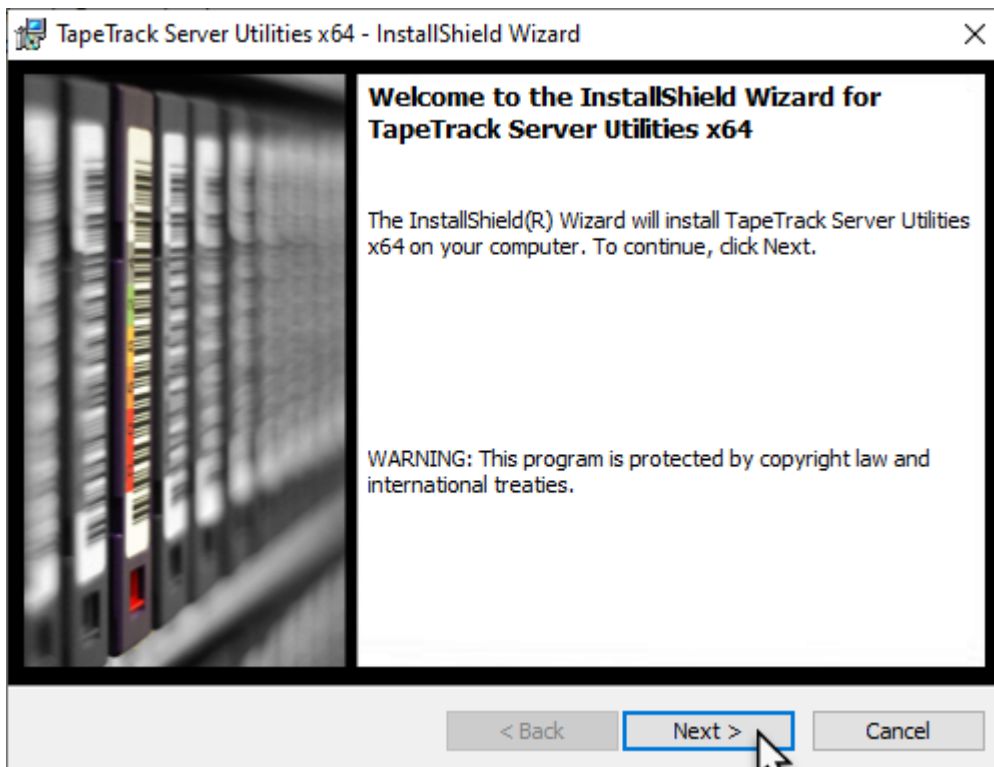 TapeTrack Server Utilities x64 - InstallShield Wizard
Welcome to the InstallShield Wizard for
TapeTrack Server Utilities x64
The InstallShield(R) Wizard will install TapeTrack Server Utilities
x64 on your computer. To continue, click Next.
WARNING: This program is protected by copyright law and
international treaties.
< Back
Next >
Cancel